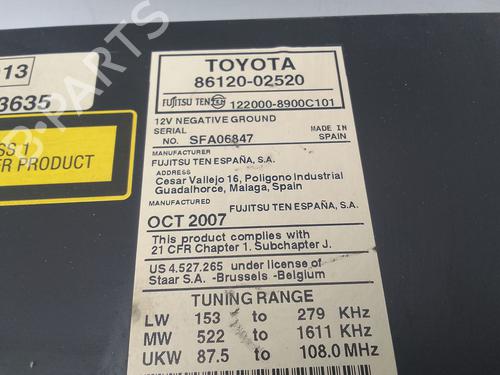 013
3635
SS 1
ER PRODUCT
TOYOTA
86120-02520
FUJITSU TEN 122000-8900C101
12V NEGATIVE GROUND
SERIAL NO. SFA06847 MADE IN SPAIN
MANUFACTURER
FUJITSU TEN ESPAÑA, S.A.
ADDRESS
Cesar Vallejo 16, Poligono Industrial
Guadalhorce, Malaga, Spain
MANUFACTURED FUJITSU TEN ESPAÑA, S.A.
OCT 2007
This product complies with
21 CFR Chapter 1. Subchapter J.
US 4.527.265 under license of
Staar S.A. -Brussels -Belgium
TUNING RANGE
LW 153 to 279 KHz
MW 522 to 1611 KHz
UKW 87.5 to 108.0 MHz